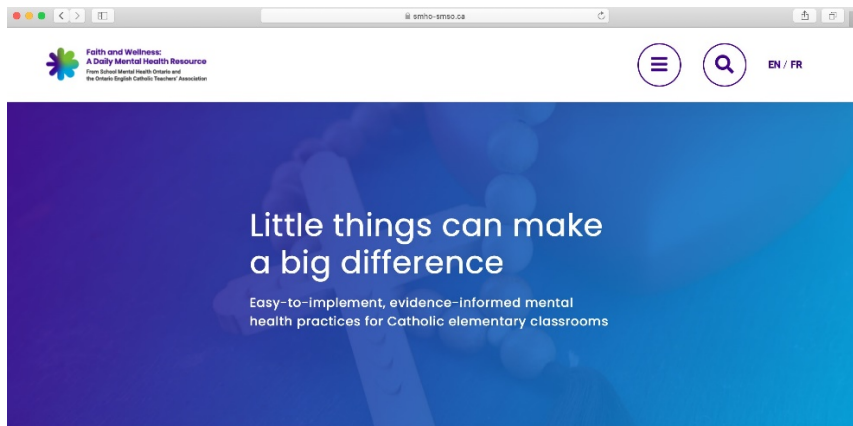 smho-smso.ca
Faith and Wellness:
A Daily Mental Health Resource
From School Mental Health Ontario and
the Ontario English Catholic Teachers' Association
EN / FR
Little things can make
a big difference
Easy-to-implement, evidence-informed mental
health practices for Catholic elementary classrooms